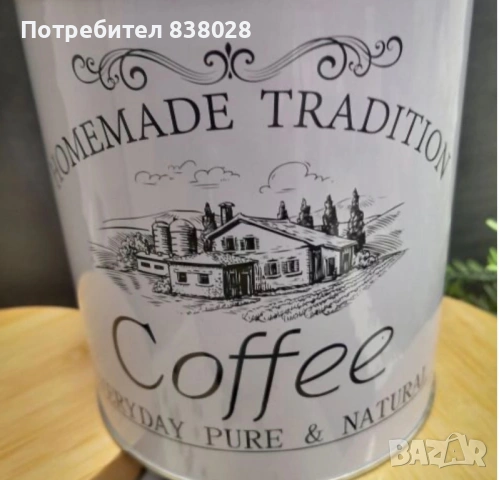 Потребител 838028
HOMEMADE TRADITION
Coffee
EVERYDAY PURE & NATURAL
BAZAR